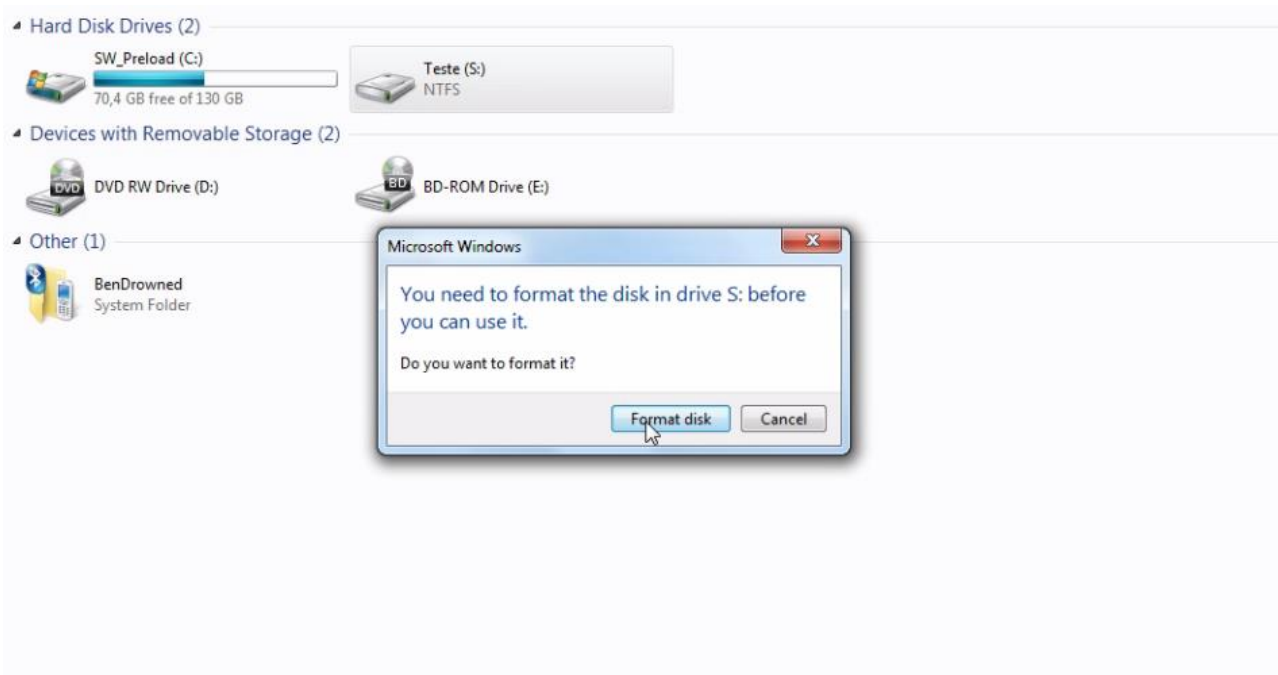 Hard Disk Drives (2)
SW_Preload (C:)
70,4 GB free of 130 GB
Teste (S:)
NTFS
Devices with Removable Storage (2)
DVD
DVD RW Drive (D:)
BD
BD-ROM Drive (E:)
Other (1)
BenDrowned
System Folder
Microsoft Windows
You need to format the disk in drive S: before
you can use it.
Do you want to format it?
Format disk
Cancel